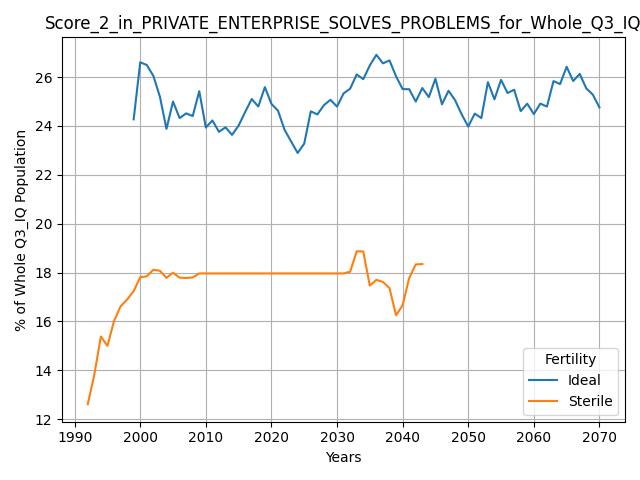 Score_2_in_PRIVATE_ENTERPRISE_SOLVES_PROBLEMS_for_Whole_Q3_IQ
% of Whole Q3_IQ Population
26
24
22
20
18
16
14
12
1990 2000 2010 2020 2030 2040 2050 2060 2070
Years
Fertility
Ideal
Sterile